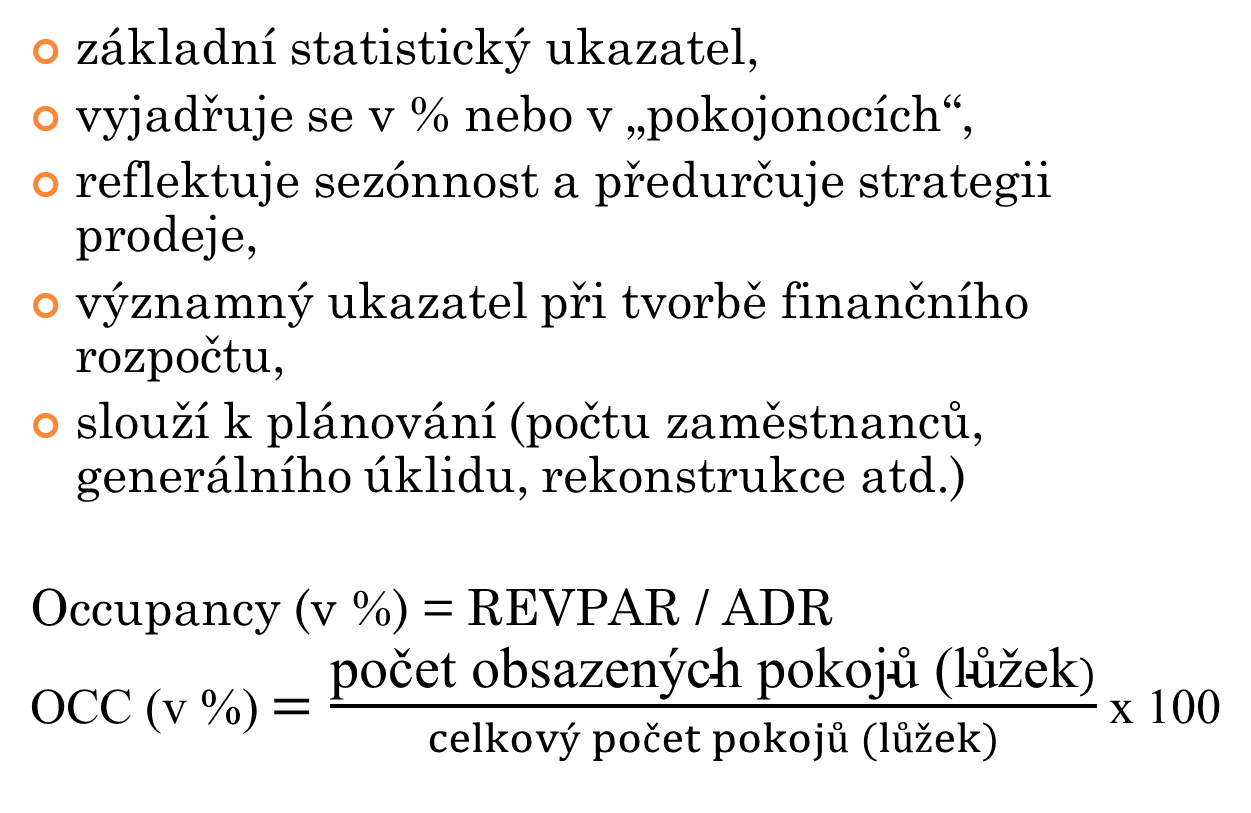 základní statistický ukazatel,
vyjadřuje se v % nebo v „pokojonocích“,
reflektuje sezónnost a předurčuje strategii
prodeje,
významný ukazatel při tvorbě finančního
rozpočtu,
slouží k plánování (počtu zaměstnanců,
generálního úklidu, rekonstrukce atd.)
Occupancy (v %) = REVPAR / ADR
počet obsazených pokojů (lůžek)
OCC (v %) = x 100
celkový počet pokojů (lůžek)